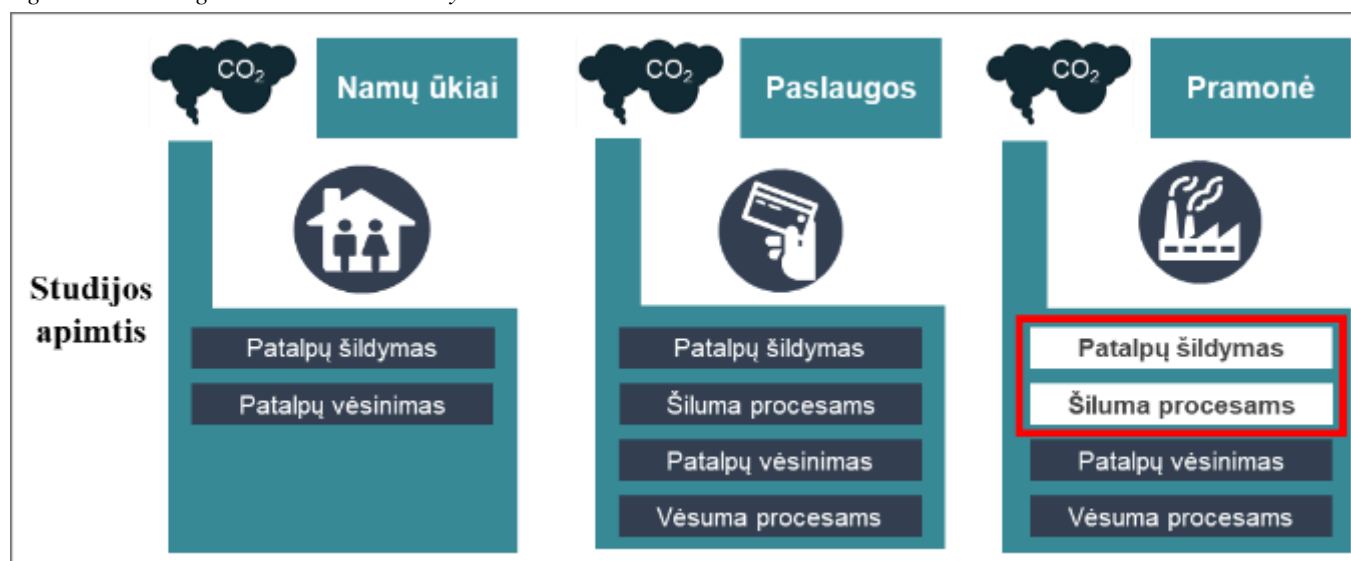 CO₂
Namų ūkiai
CO₂
Paslaugos
CO₂
Pramonė
Studijos
apimtis
Patalpų šildymas
Patalpų vėsinimas
Patalpų šildymas
Šiluma procesams
Patalpų vėsinimas
Vėsuma procesams
Patalpų šildymas
Šiluma procesams
Patalpų vėsinimas
Vėsuma procesams